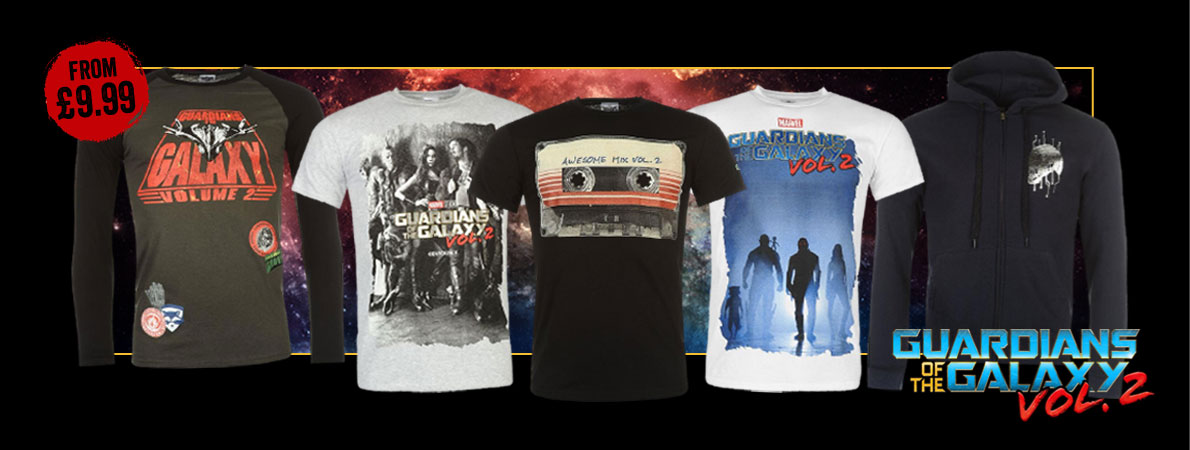 FROM
£9.99
GUARDIANS
GALAXY
VOLUME 2
MARVEL
GUARDIANS
OF THE GALAXY
VOL. 2
AWESOME MIX VOL. 2
MARVEL
GUARDIANS
OF THE GALAXY
VOL. 2
GUARDIANS
OF THE GALAXY
VOL. 2